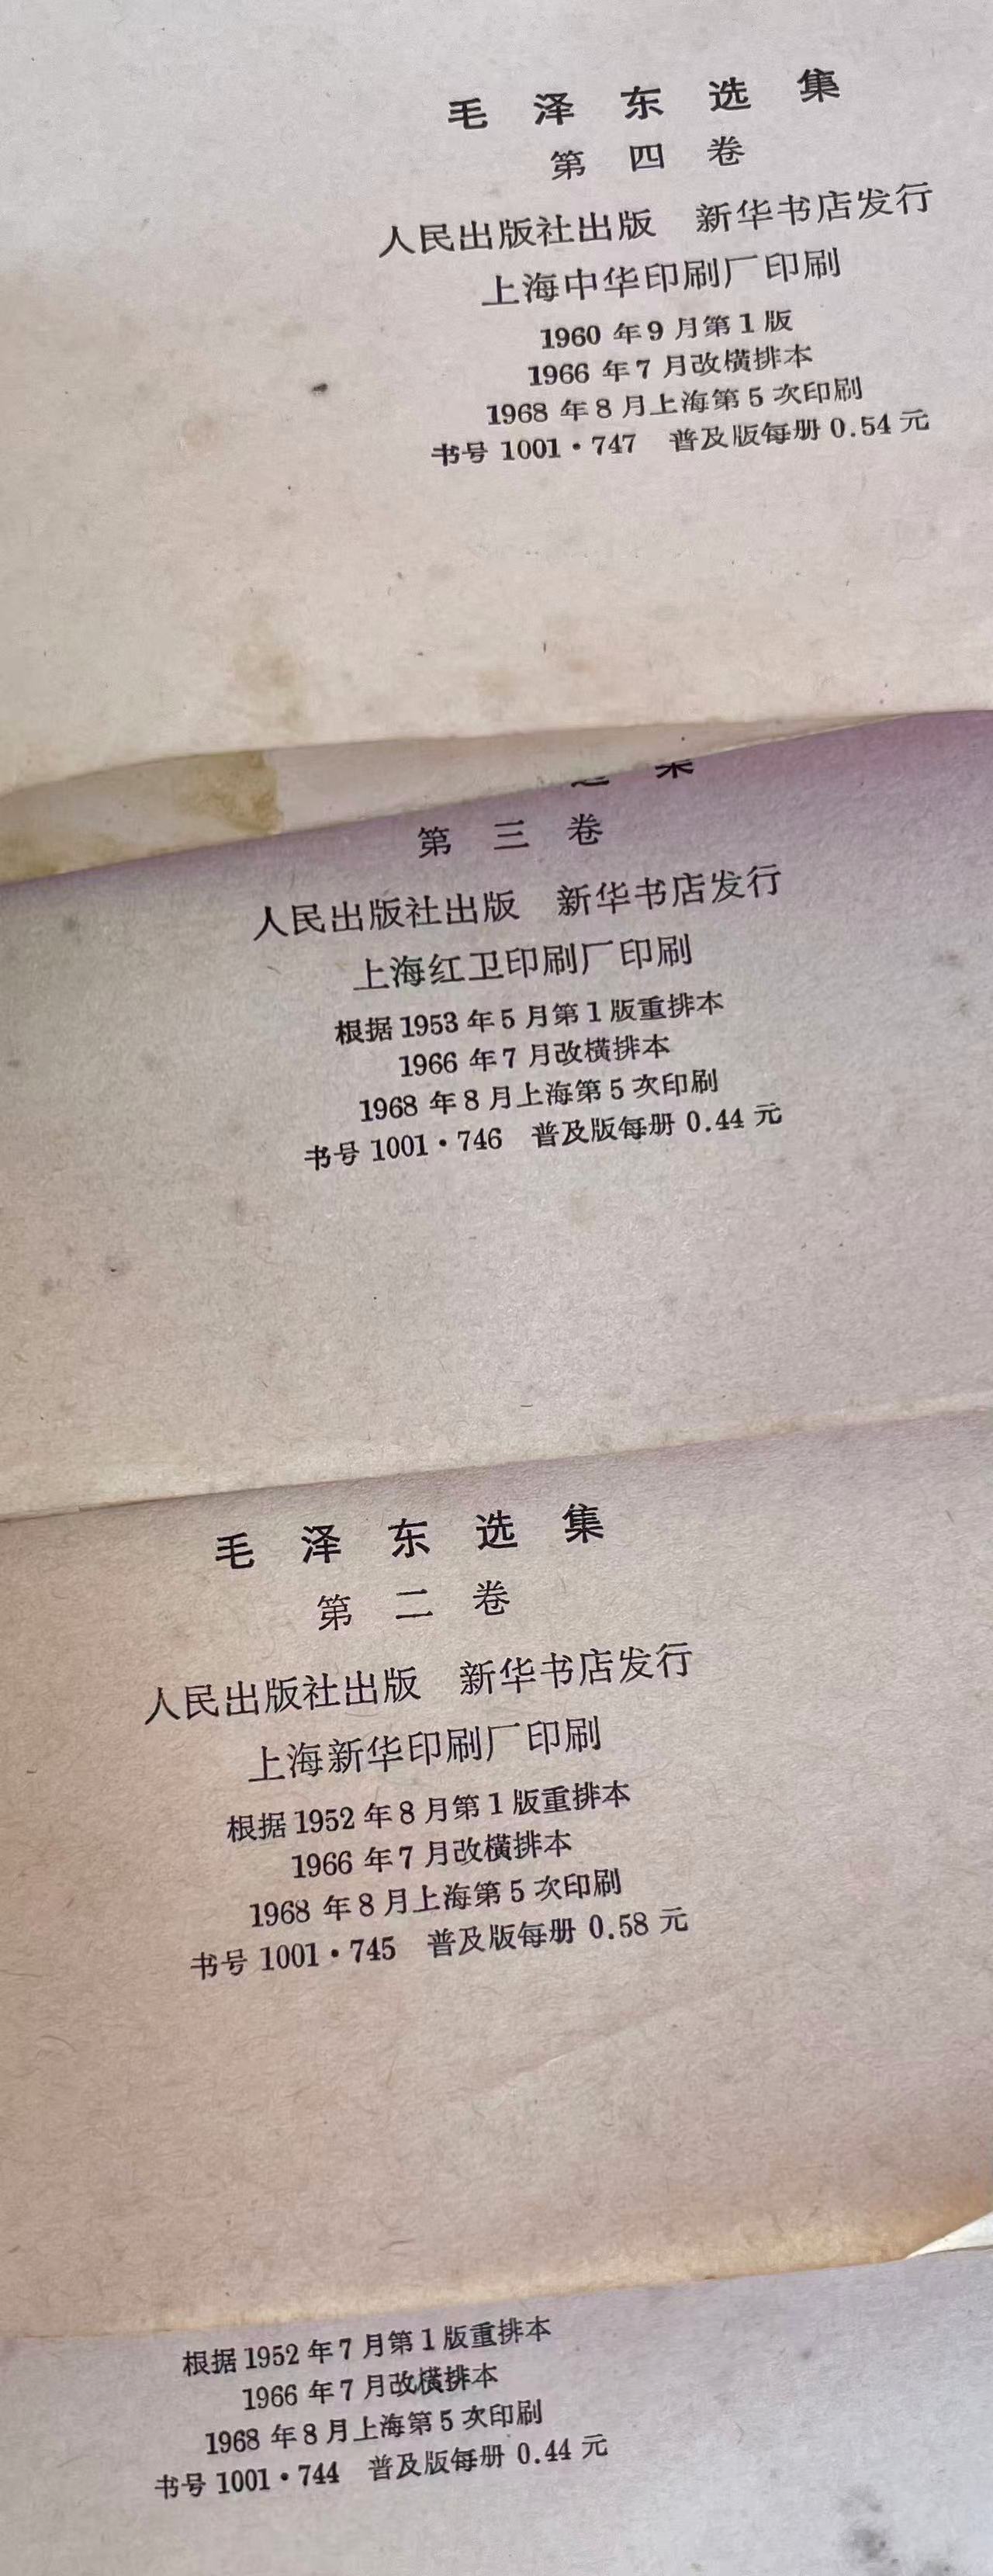 毛泽东选集
第四卷
人民出版社出版 新华书店发行
上海中华印刷厂印刷
1960年9月第1版
1966年7月改横排本
1968年8月上海第5次印刷
书号 1001·747 普及版每册 0.54 元
第三卷
人民出版社出版 新华书店发行
上海红卫印刷厂印刷
根据1953年5月第1版重排本
1966年7月改横排本
1968年8月上海第5次印刷
书号 1001·746 普及版每册 0.44 元
毛泽东选集
第二卷
人民出版社出版 新华书店发行
上海新华印刷厂印刷
根据1952年8月第1版重排本
1966年7月改横排本
1968年8月上海第5次印刷
书号 1001·745 普及版每册 0.58 元
根据1952年7月第1版重排本
1966年7月改横排本
1968年8月上海第5次印刷
书号 1001·744 普及版每册 0.44 元